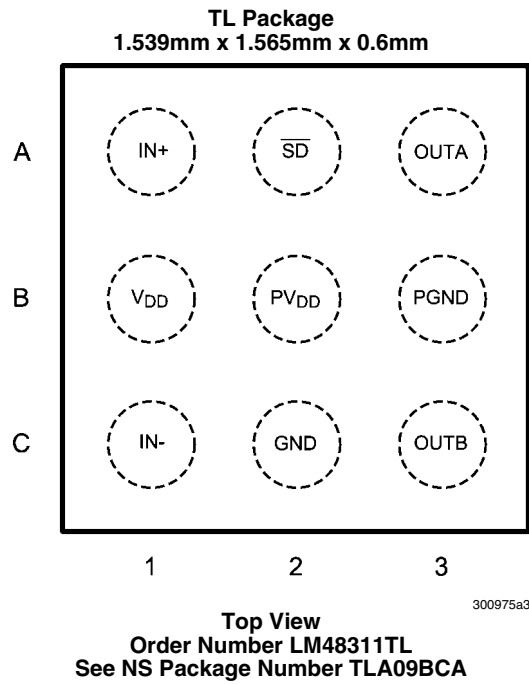 TL Package
1.539mm x 1.565mm x 0.6mm
A IN+ SD OUTA
B VDD PVDD PGND
C IN- GND OUTB
1 2 3
300975a3
Top View
Order Number LM48311TL
See NS Package Number TLA09BCA